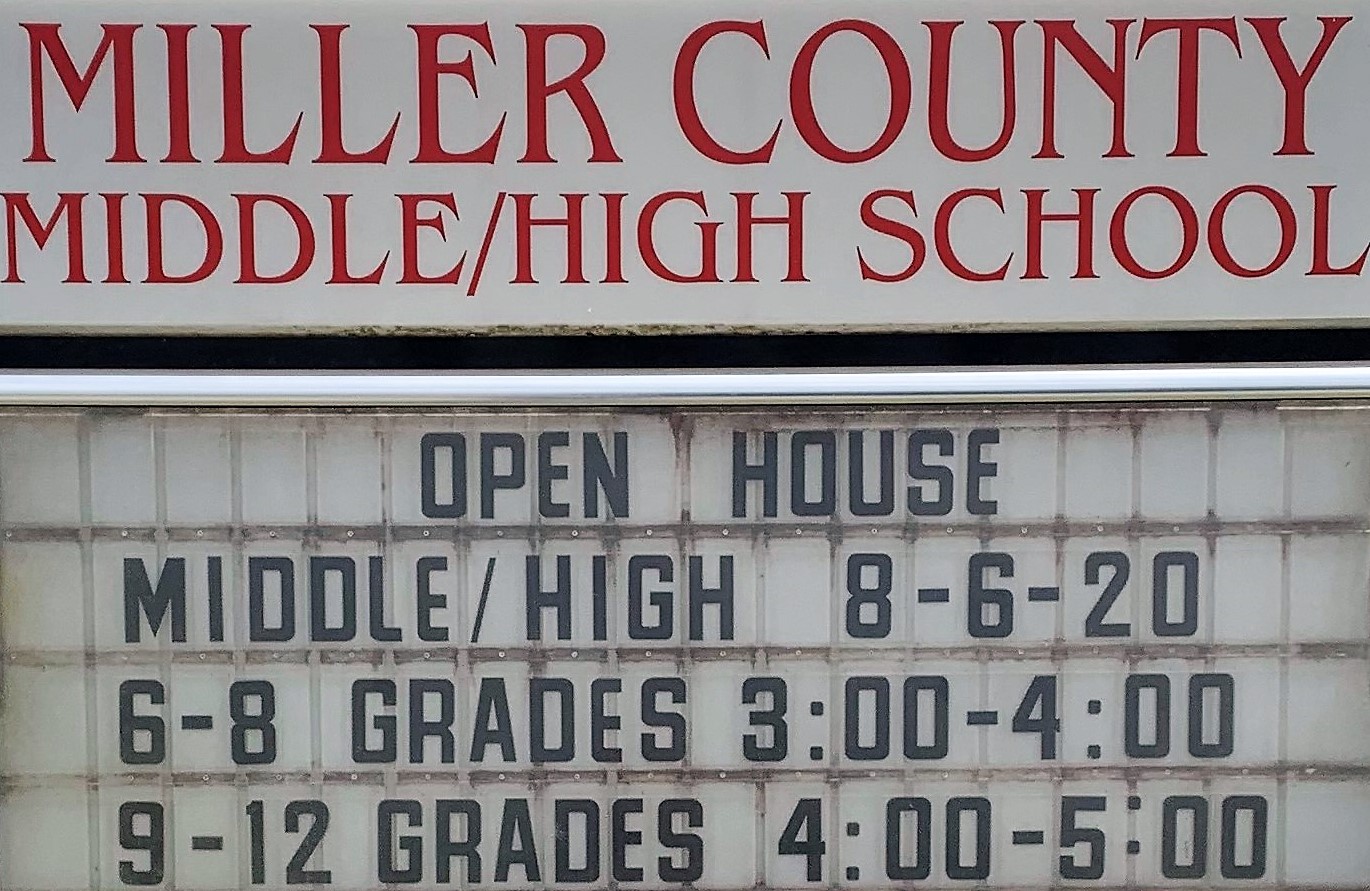 MILLER COUNTY
MIDDLE/HIGH SCHOOL
OPEN HOUSE
MIDDLE/HIGH 8-6-20
6-8 GRADES 3:00-4:00
9-12 GRADES 4:00-5:00